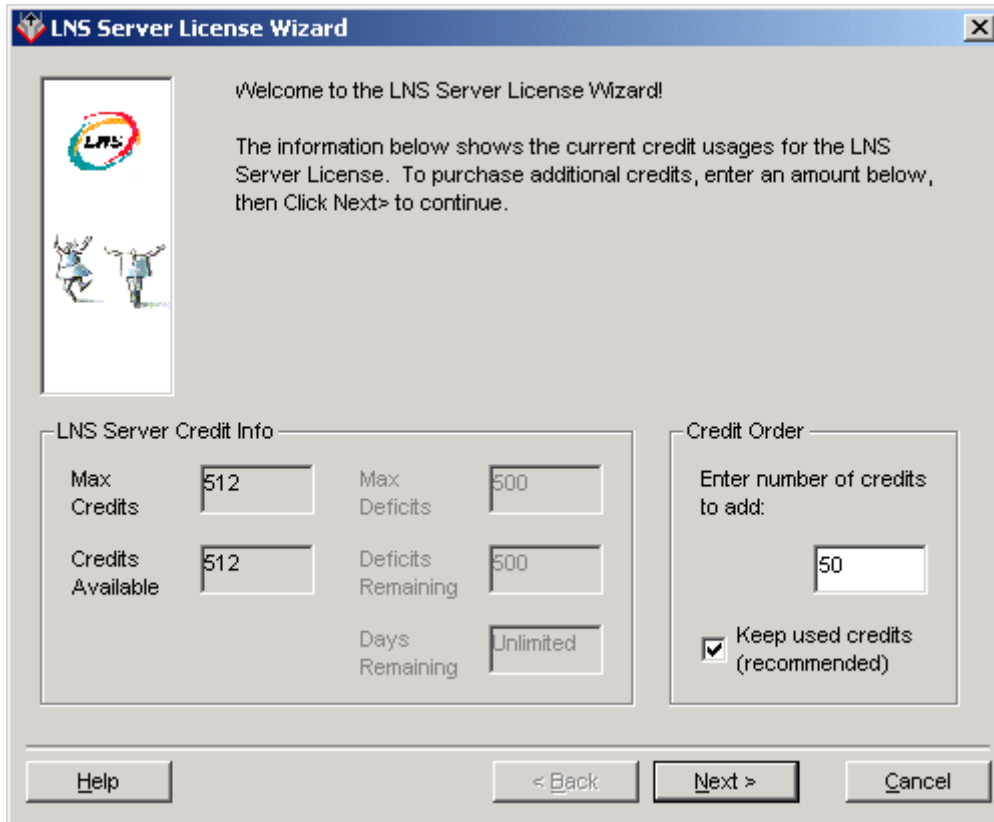 LNS Server License Wizard
LNS
Welcome to the LNS Server License Wizard!
The information below shows the current credit usages for the LNS
Server License. To purchase additional credits, enter an amount below,
then Click Next> to continue.
LNS Server Credit Info
Max
Credits
512
Max
Deficits
500
Credits
Available
512
Deficits
Remaining
500
Days
Remaining
Unlimited
Credit Order
Enter number of credits
to add:
50
Keep used credits
(recommended)
Help
< Back
Next >
Cancel